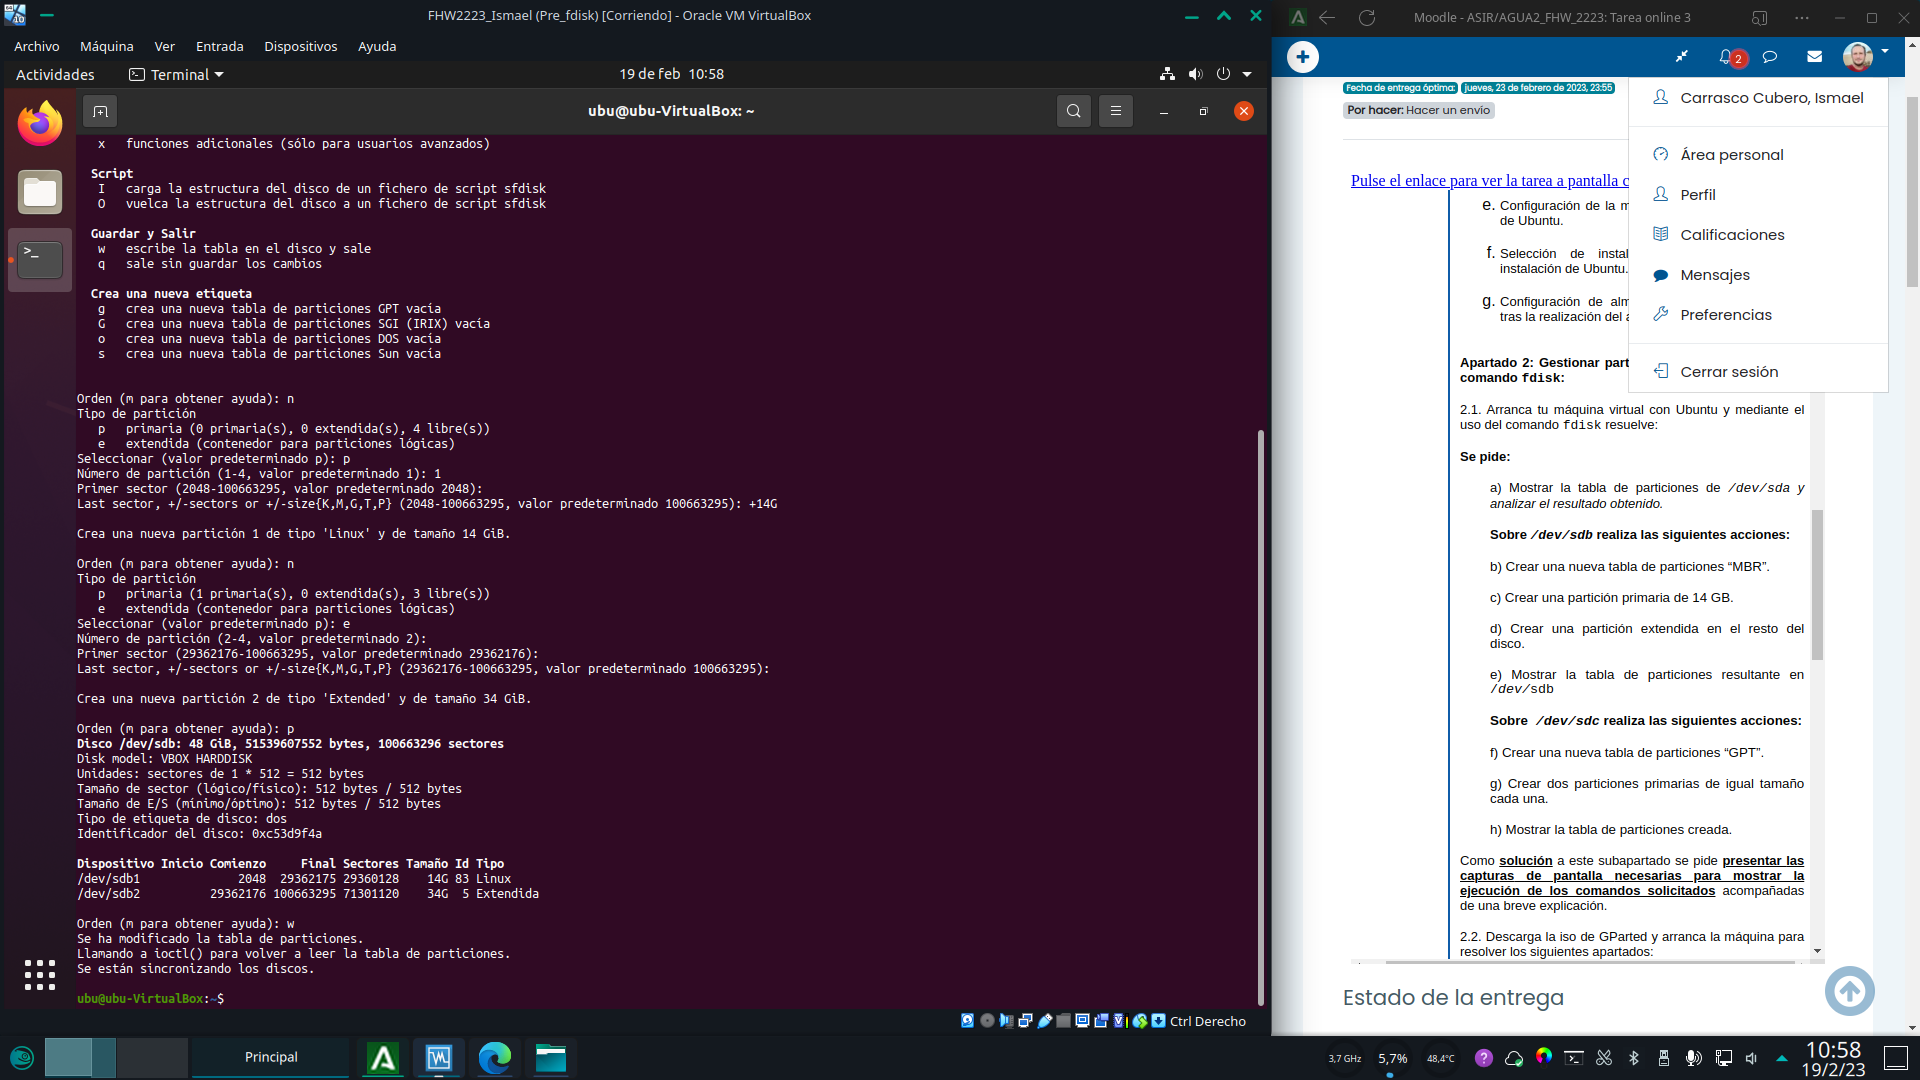 FHW2223_Ismael (Pre_fdisk) [Corriendo] - Oracle VM VirtualBox
Archivo Máquina Ver Entrada Dispositivos Ayuda
Actividades Terminal 19 de feb 10:58
ubu@ubu-VirtualBox: ~
x funciones adicionales (sólo para usuarios avanzados)
Script
I carga la estructura del disco de un fichero de script sfdisk
O vuelca la estructura del disco a un fichero de script sfdisk
Guardar y Salir
w escribe la tabla en el disco y sale
q sale sin guardar los cambios
Crea una nueva etiqueta
g crea una nueva tabla de particiones GPT vacía
G crea una nueva tabla de particiones SGI (IRIX) vacía
o crea una nueva tabla de particiones DOS vacía
s crea una nueva tabla de particiones Sun vacía
Orden (m para obtener ayuda): n
Tipo de partición
p primaria (0 primaria(s), 0 extendida(s), 4 libre(s))
e extendida (contenedor para particiones lógicas)
Seleccionar (valor predeterminado p): p
Número de partición (1-4, valor predeterminado 1): 1
Primer sector (2048-100663295, valor predeterminado 2048):
Last sector, +/-sectors or +/-size{K,M,G,T,P} (2048-100663295, valor predeterminado 100663295): +14G
Crea una nueva partición 1 de tipo 'Linux' y de tamaño 14 GiB.
Orden (m para obtener ayuda): n
Tipo de partición
p primaria (1 primaria(s), 0 extendida(s), 3 libre(s))
e extendida (contenedor para particiones lógicas)
Seleccionar (valor predeterminado p): e
Número de partición (2-4, valor predeterminado 2):
Primer sector (29362176-100663295, valor predeterminado 29362176):
Last sector, +/-sectors or +/-size{K,M,G,T,P} (29362176-100663295, valor predeterminado 100663295):
Crea una nueva partición 2 de tipo 'Extended' y de tamaño 34 GiB.
Orden (m para obtener ayuda): p
Disco /dev/sdb: 48 GiB, 51539607552 bytes, 100663296 sectores
Disk model: VBOX HARDDISK
Unidades: sectores de 1 * 512 = 512 bytes
Tamaño de sector (lógico/físico): 512 bytes / 512 bytes
Tamaño de E/S (mínimo/óptimo): 512 bytes / 512 bytes
Tipo de etiqueta de disco: dos
Identificador del disco: 0xc53d9f4a
Dispositivo Inicio Comienzo Final Sectores Tamaño Id Tipo
/dev/sdb1 2048 29362175 29360128 14G 83 Linux
/dev/sdb2 29362176 100663295 71301120 34G 5 Extendida
Orden (m para obtener ayuda): w
Se ha modificado la tabla de particiones.
Llamando a ioctl() para volver a leer la tabla de particiones.
Se están sincronizando los discos.
ubu@ubu-VirtualBox:~$
Ctrl Derecho
Moodle - ASIR/AGUA2_FHW_2223: Tarea online 3
2
Fecha de entrega óptima: jueves, 23 de febrero de 2023, 23:55
Por hacer: Hacer un envío
Carrasco Cubero, Ismael
Área personal
Perfil
Calificaciones
Mensajes
Preferencias
Cerrar sesión
Pulse el enlace para ver la tarea a pantalla c
e. Configuración de la m
de Ubuntu.
f. Selección de instal
instalación de Ubuntu.
g. Configuración de alm
tras la realización del a
Apartado 2: Gestionar part
comando fdisk:
2.1. Arranca tu máquina virtual con Ubuntu y mediante el
uso del comando fdisk resuelve:
Se pide:
a) Mostrar la tabla de particiones de /dev/sda y
analizar el resultado obtenido.
Sobre /dev/sdb realiza las siguientes acciones:
b) Crear una nueva tabla de particiones “MBR”.
c) Crear una partición primaria de 14 GB.
d) Crear una partición extendida en el resto del
disco.
e) Mostrar la tabla de particiones resultante en
/dev/sdb
Sobre /dev/sdc realiza las siguientes acciones:
f) Crear una nueva tabla de particiones “GPT”.
g) Crear dos particiones primarias de igual tamaño
cada una.
h) Mostrar la tabla de particiones creada.
Como solución a este subapartado se pide presentar las
capturas de pantalla necesarias para mostrar la
ejecución de los comandos solicitados acompañadas
de una breve explicación.
2.2. Descarga la iso de GParted y arranca la máquina para
resolver los siguientes apartados:
Estado de la entrega
Principal
3,7 GHz 5,7% 48,4°C
10:58
19/2/23